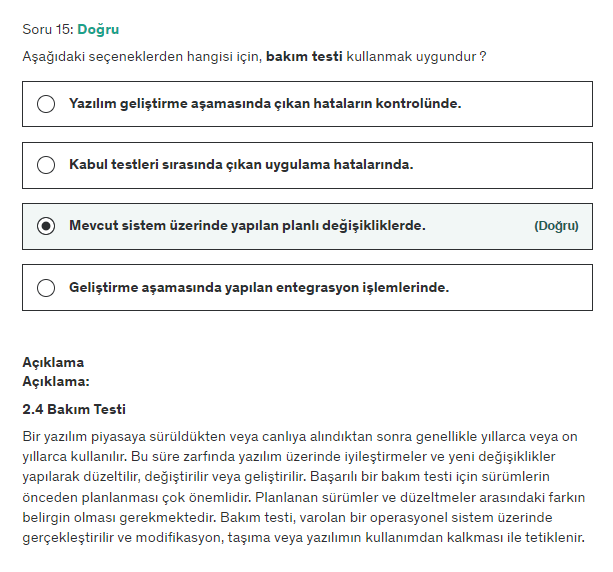 Soru 15: Doğru
Aşağıdaki seçeneklerden hangisi için, bakım testi kullanmak uygundur ?
Yazılım geliştirme aşamasında çıkan hataların kontrolünde.
Kabul testleri sırasında çıkan uygulama hatalarında.
Mevcut sistem üzerinde yapılan planlı değişikliklerde. (Doğru)
Geliştirme aşamasında yapılan entegrasyon işlemlerinde.
Açıklama
Açıklama:
2.4 Bakım Testi
Bir yazılım piyasaya sürüldükten veya canlıya alındıktan sonra genellikle yıllarca veya on
yıllarca kullanılır. Bu süre zarfında yazılım üzerinde iyileştirmeler ve yeni değişiklikler
yapılarak düzeltilir, değiştirilir veya geliştirilir. Başarılı bir bakım testi için sürümlerin
önceden planlanması çok önemlidir. Planlanan sürümler ve düzeltmeler arasındaki farkın
belirgin olması gerekmektedir. Bakım testi, varolan bir operasyonel sistem üzerinde
gerçekleştirilir ve modifikasyon, taşıma veya yazılımın kullanımdan kalkması ile tetiklenir.